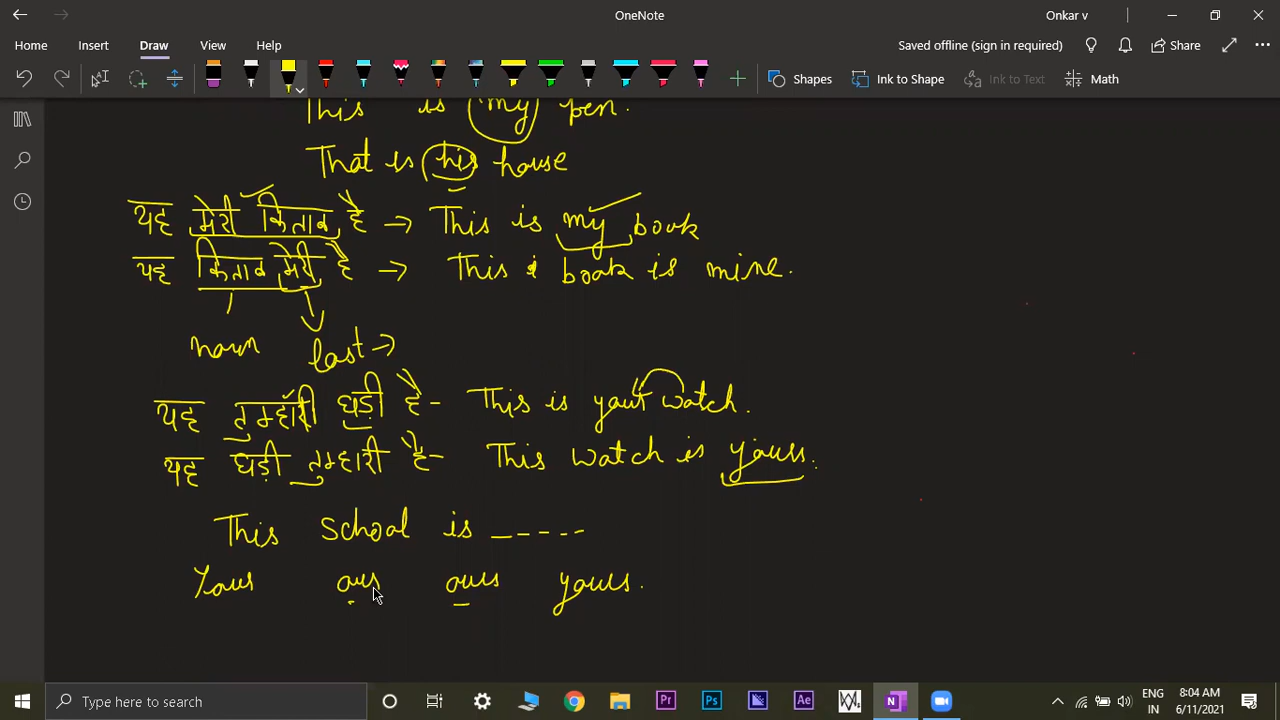 OneNote
Onkar v
Home Insert Draw View Help
Saved offline (sign in required)
Share
Shapes
Ink to Shape
Ink to Text
Math
This is my pen.
That is his house
यह मेरी किताब है → This is my book
यह किताब मेरी है → This book is mine.
noun last →
यह तुम्हारी घड़ी है - This is your watch.
यह घड़ी तुम्हारी है - This watch is yours.
This School is -----
Your our ours yours.
Type here to search
Pr Ps Ae N
ENG
IN
8:04 AM
6/11/2021